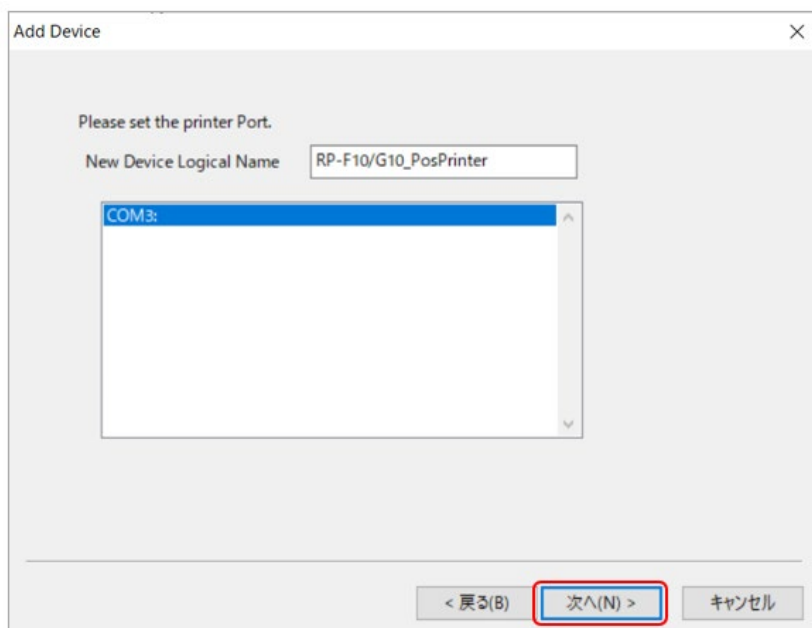 Add Device
Please set the printer Port.
New Device Logical Name RP-F10/G10_PosPrinter
COM3:
< 戻る(B) 次へ(N) > キャンセル